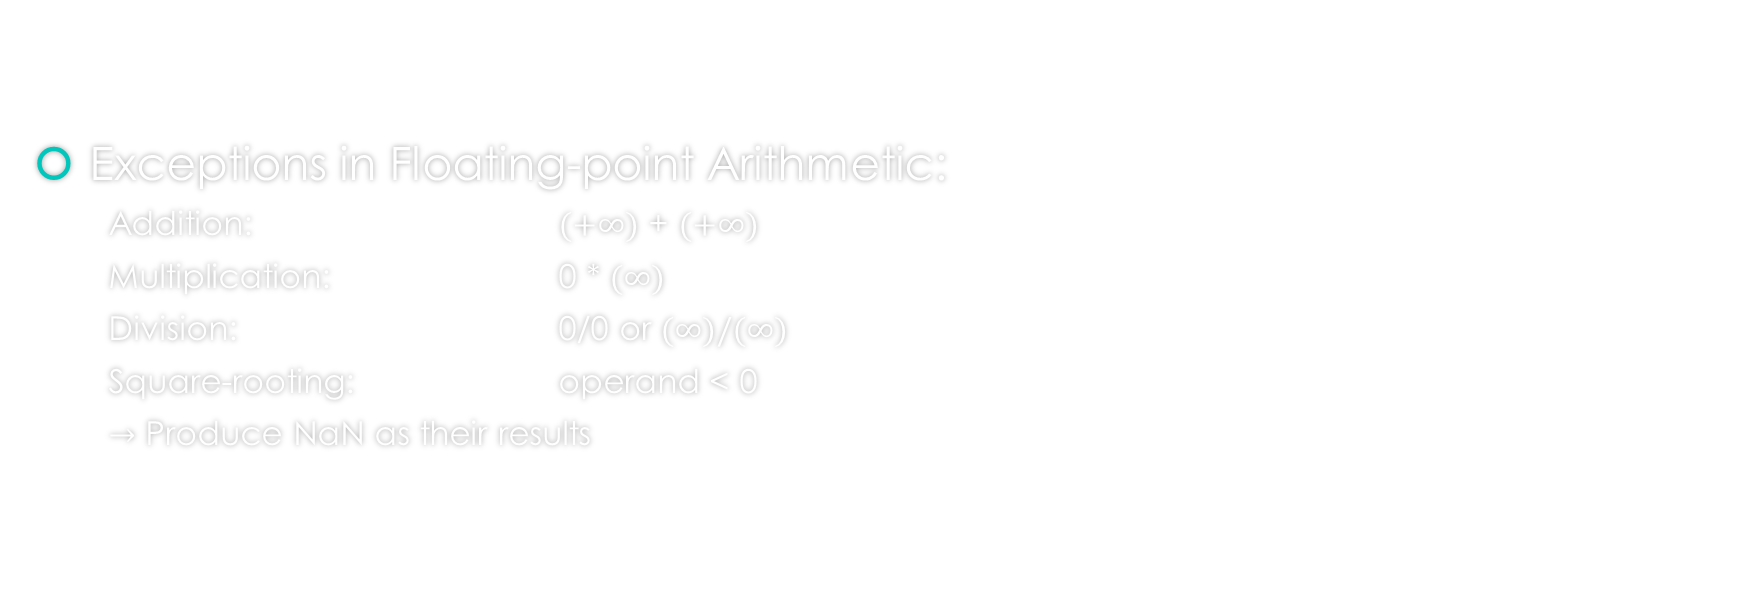 Exceptions in Floating-point Arithmetic:
Addition: (+∞) + (+∞)
Multiplication: 0 * (∞)
Division: 0/0 or (∞)/(∞)
Square-rooting: operand < 0
→ Produce NaN as their results